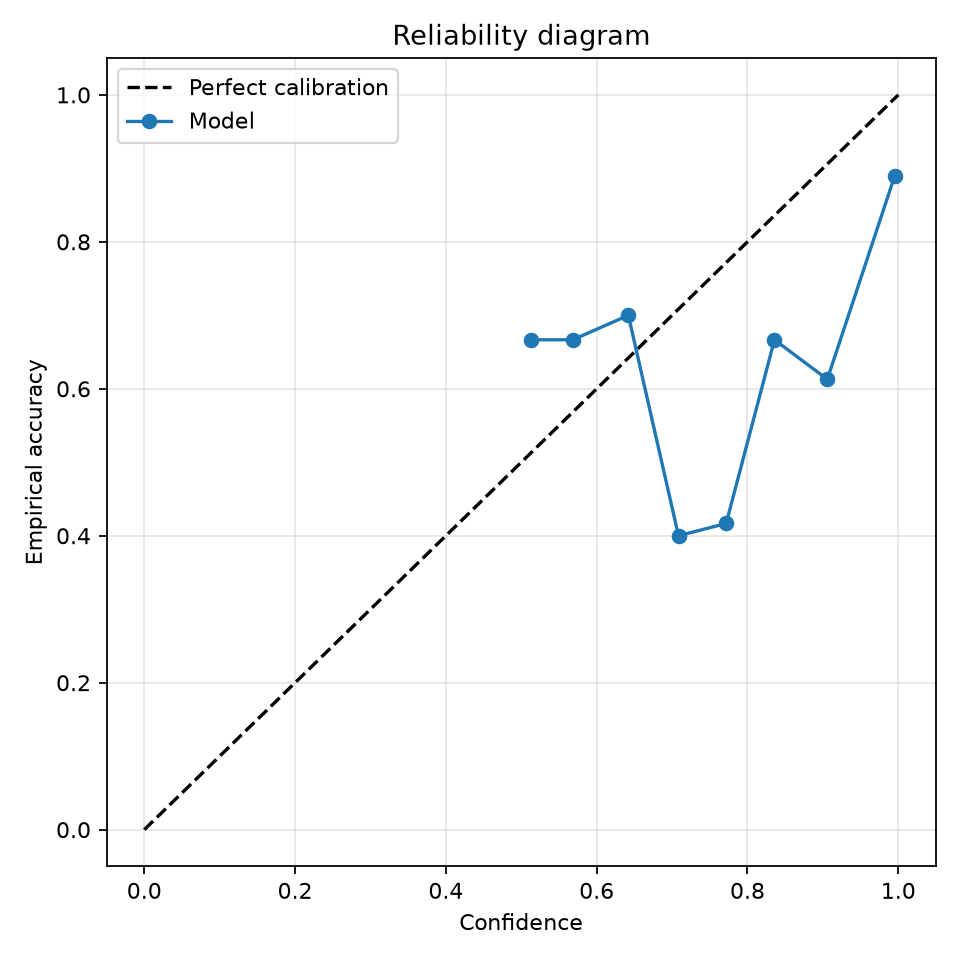 Reliability diagram
Perfect calibration
Model
1.0
0.8
0.6
0.4
0.2
0.0
Empirical accuracy
0.0 0.2 0.4 0.6 0.8 1.0
Confidence